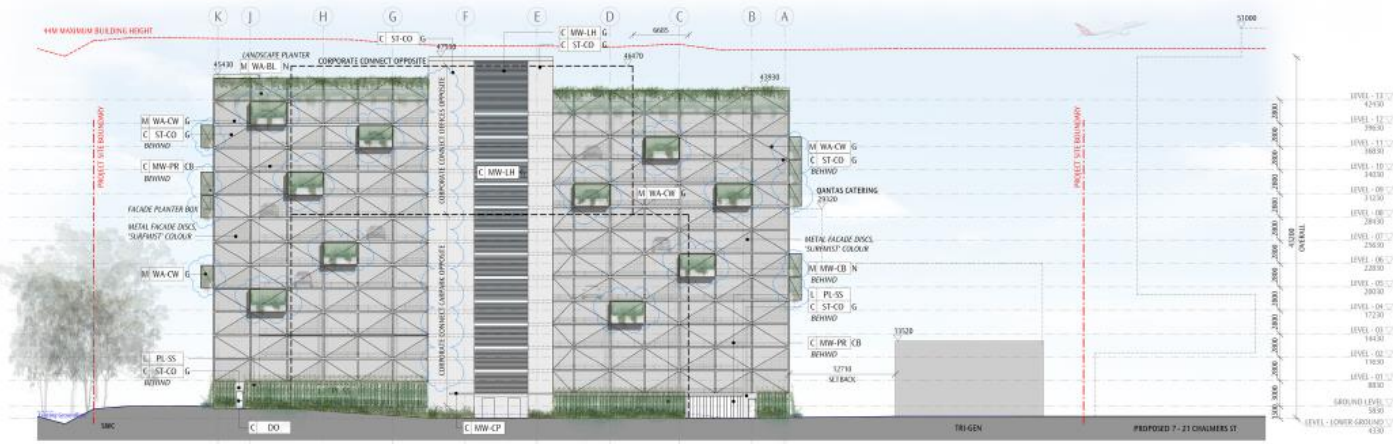 K J H G F E D C B A
44M MAXIMUM BUILDING HEIGHT
C ST-CO G
C MW-LH G
C ST-CO G
6685
51000
LANDSCAPE PLANTER
45430
M WA-BL N
CORPORATE CONNECT OPPOSITE
47530
46470
43930
M WA-CW G
C ST-CO G
BEHIND
C MW-PR CB
BEHIND
FACADE PLANTER BOX
METAL FACADE DISCS,
'SURFMIST' COLOUR
M WA-CW G
L PL-SS
C ST-CO G
BEHIND
PROJECT SITE BOUNDARY
CORPORATE CONNECT OFFICES OPPOSITE
CORPORATE CONNECT CARPARK OPPOSITE
C MW-LH
M WA-CW G
M WA-CW G
C ST-CO G
BEHIND
QANTAS CATERING
29320
METAL FACADE DISCS,
'SURFMIST' COLOUR
M MW-CB N
BEHIND
L PL-SS
C ST-CO G
BEHIND
C MW-PR CB
BEHIND
13520
12710
SETBACK
PROJECT SITE BOUNDARY
43200
OVERALL
LEVEL - 13
42430
LEVEL - 12
39630
LEVEL - 11
36830
LEVEL - 10
34030
LEVEL - 09
31230
LEVEL - 08
28430
LEVEL - 07
25630
LEVEL - 06
22830
LEVEL - 05
20030
LEVEL - 04
17230
LEVEL - 03
14430
LEVEL - 02
11630
LEVEL - 01
8830
GROUND LEVEL
5830
LEVEL - LOWER GROUND
4330
2800
3000
1500
SWC
C DO
C MW-CP
TRI-GEN
PROPOSED 7 - 21 CHALMERS ST